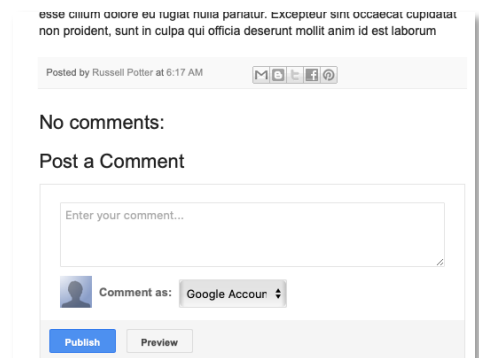 esse cillum dolore eu fugiat nulla pariatur. Excepteur sint occaecat cupidatat
non proident, sunt in culpa qui officia deserunt mollit anim id est laborum
Posted by Russell Potter at 6:17 AM
No comments:
Post a Comment
Enter your comment...
Comment as: Google Accour
Publish Preview